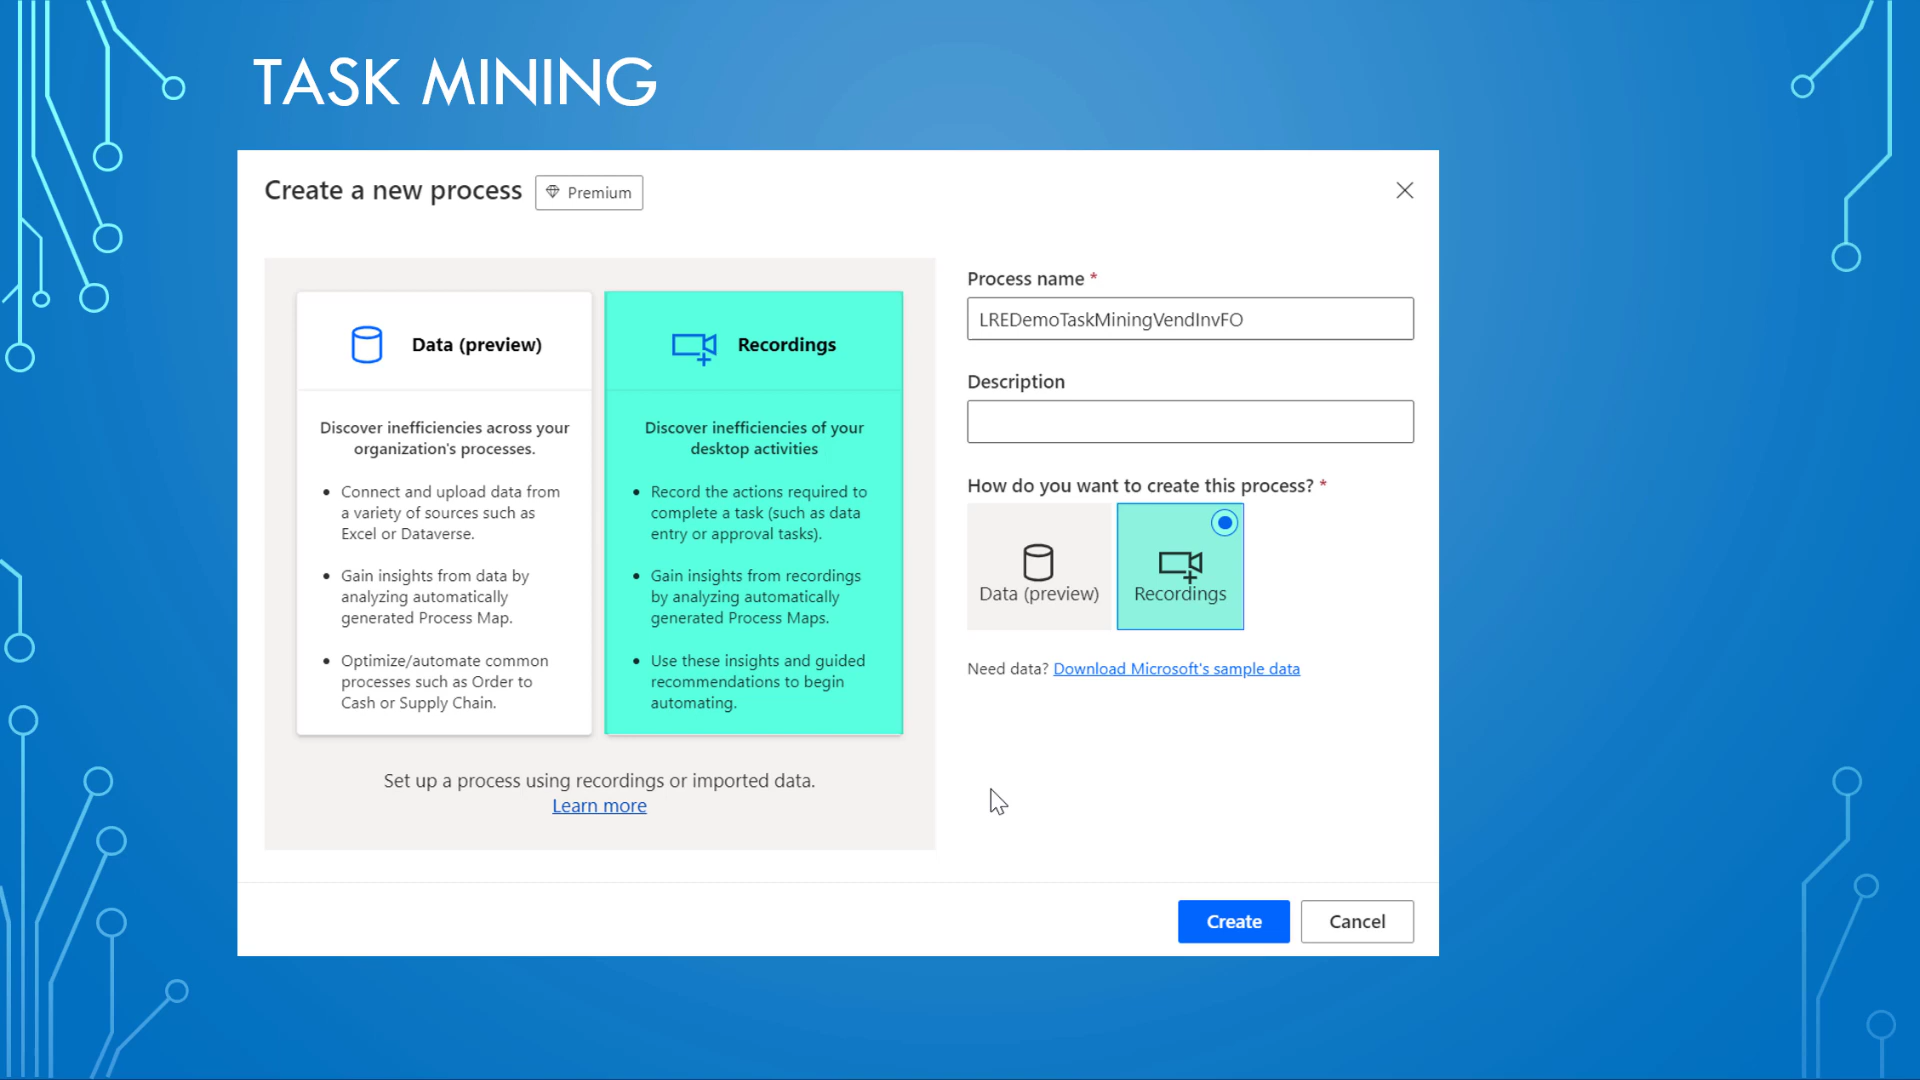 TASK MINING
Create a new process
Premium
Data (preview)
Discover inefficiencies across your
organization's processes.
• Connect and upload data from
a variety of sources such as
Excel or Dataverse.
• Gain insights from data by
analyzing automatically
generated Process Map.
• Optimize/automate common
processes such as Order to
Cash or Supply Chain.
Recordings
Discover inefficiencies of your
desktop activities
• Record the actions required to
complete a task (such as data
entry or approval tasks).
• Gain insights from recordings
by analyzing automatically
generated Process Maps.
• Use these insights and guided
recommendations to begin
automating.
Set up a process using recordings or imported data.
Learn more
Process name *
LREDemoTaskMiningVendInvFO
Description
How do you want to create this process? *
Data (preview)
Recordings
Need data? Download Microsoft's sample data
Create
Cancel